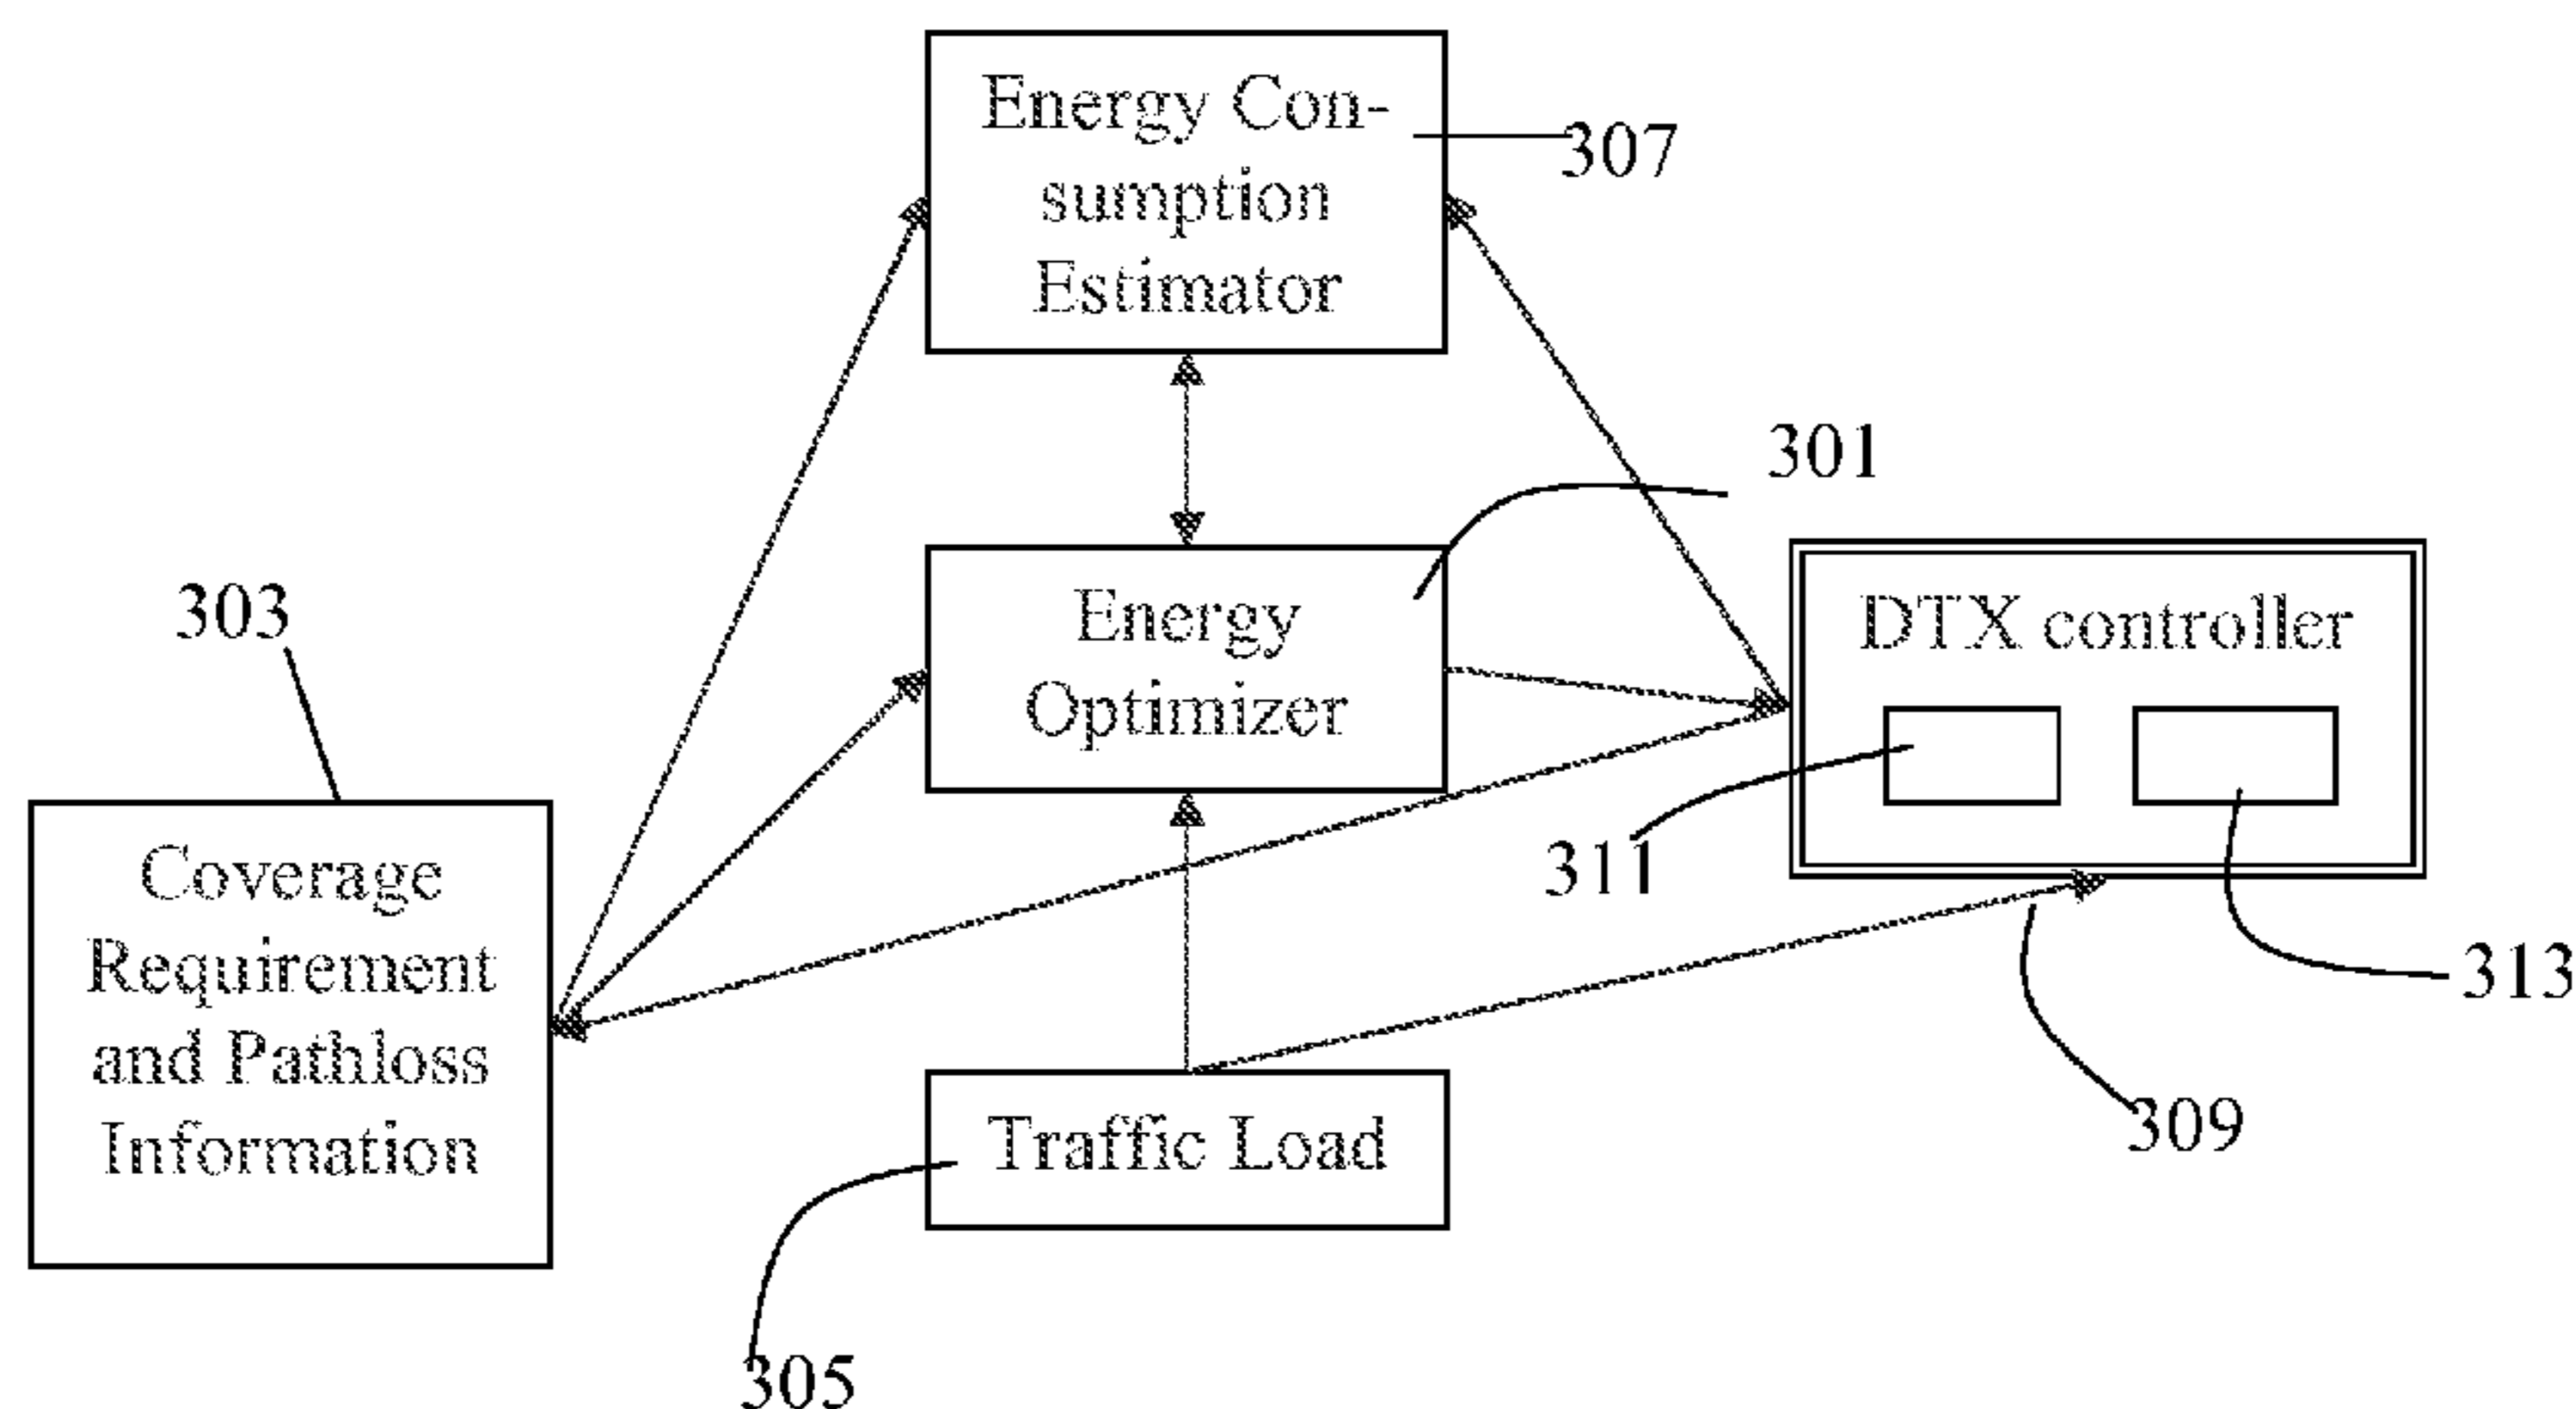 Energy Con-
sumption
Estimator
307
301
303
Energy
Optimizer
DTX controller
311
313
309
Coverage
Requirement
and Pathloss
Information
Traffic Load
305